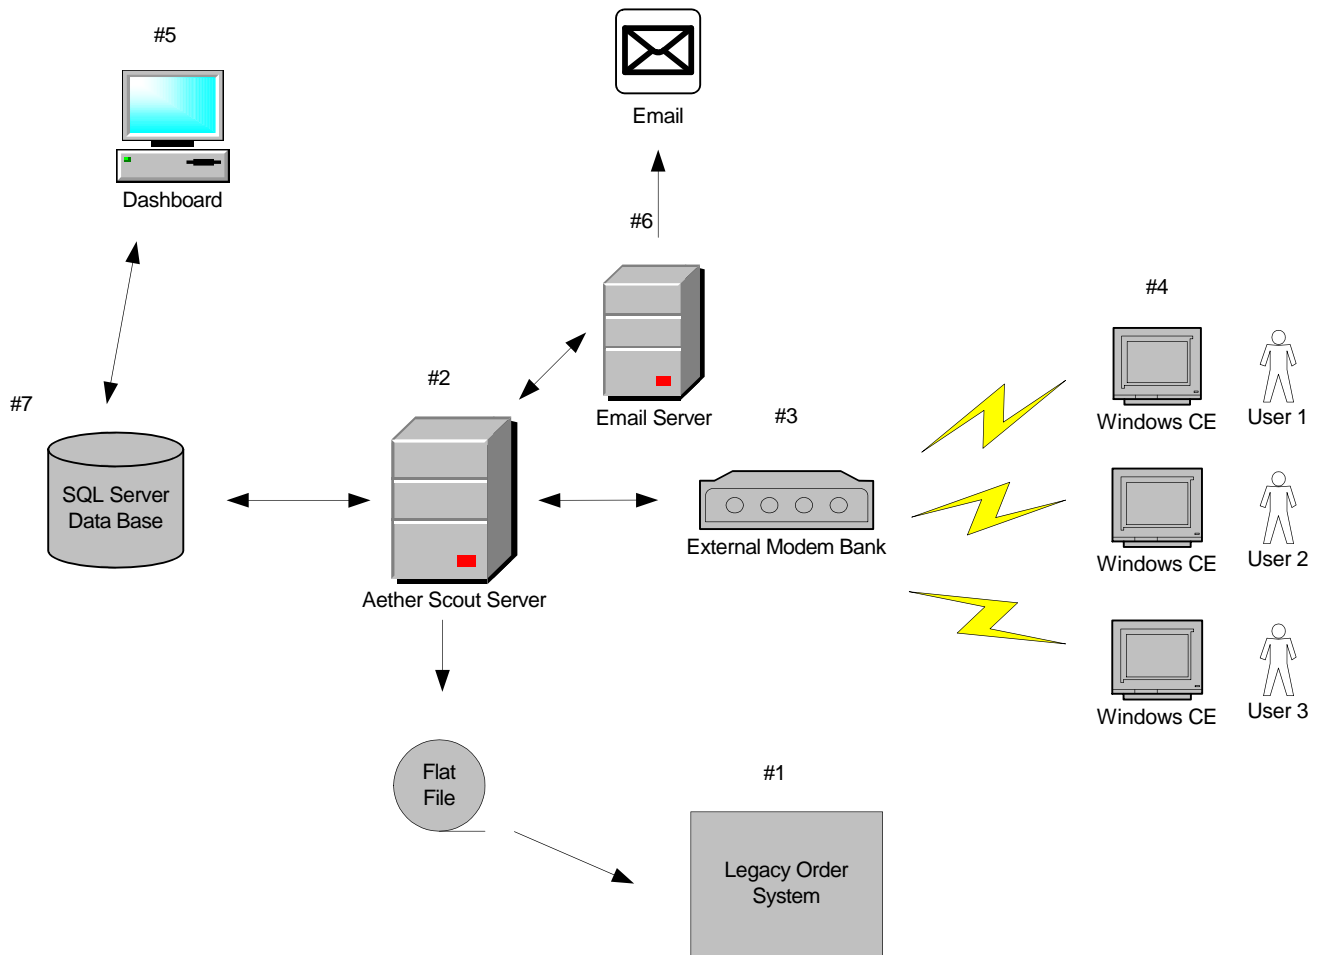 #5
Email
Dashboard
#6
#4
#2
#7
Email Server
#3
Windows CE
User 1
SQL Server
Data Base
External Modem Bank
Windows CE
User 2
Aether Scout Server
Windows CE
User 3
Flat
File
#1
Legacy Order
System